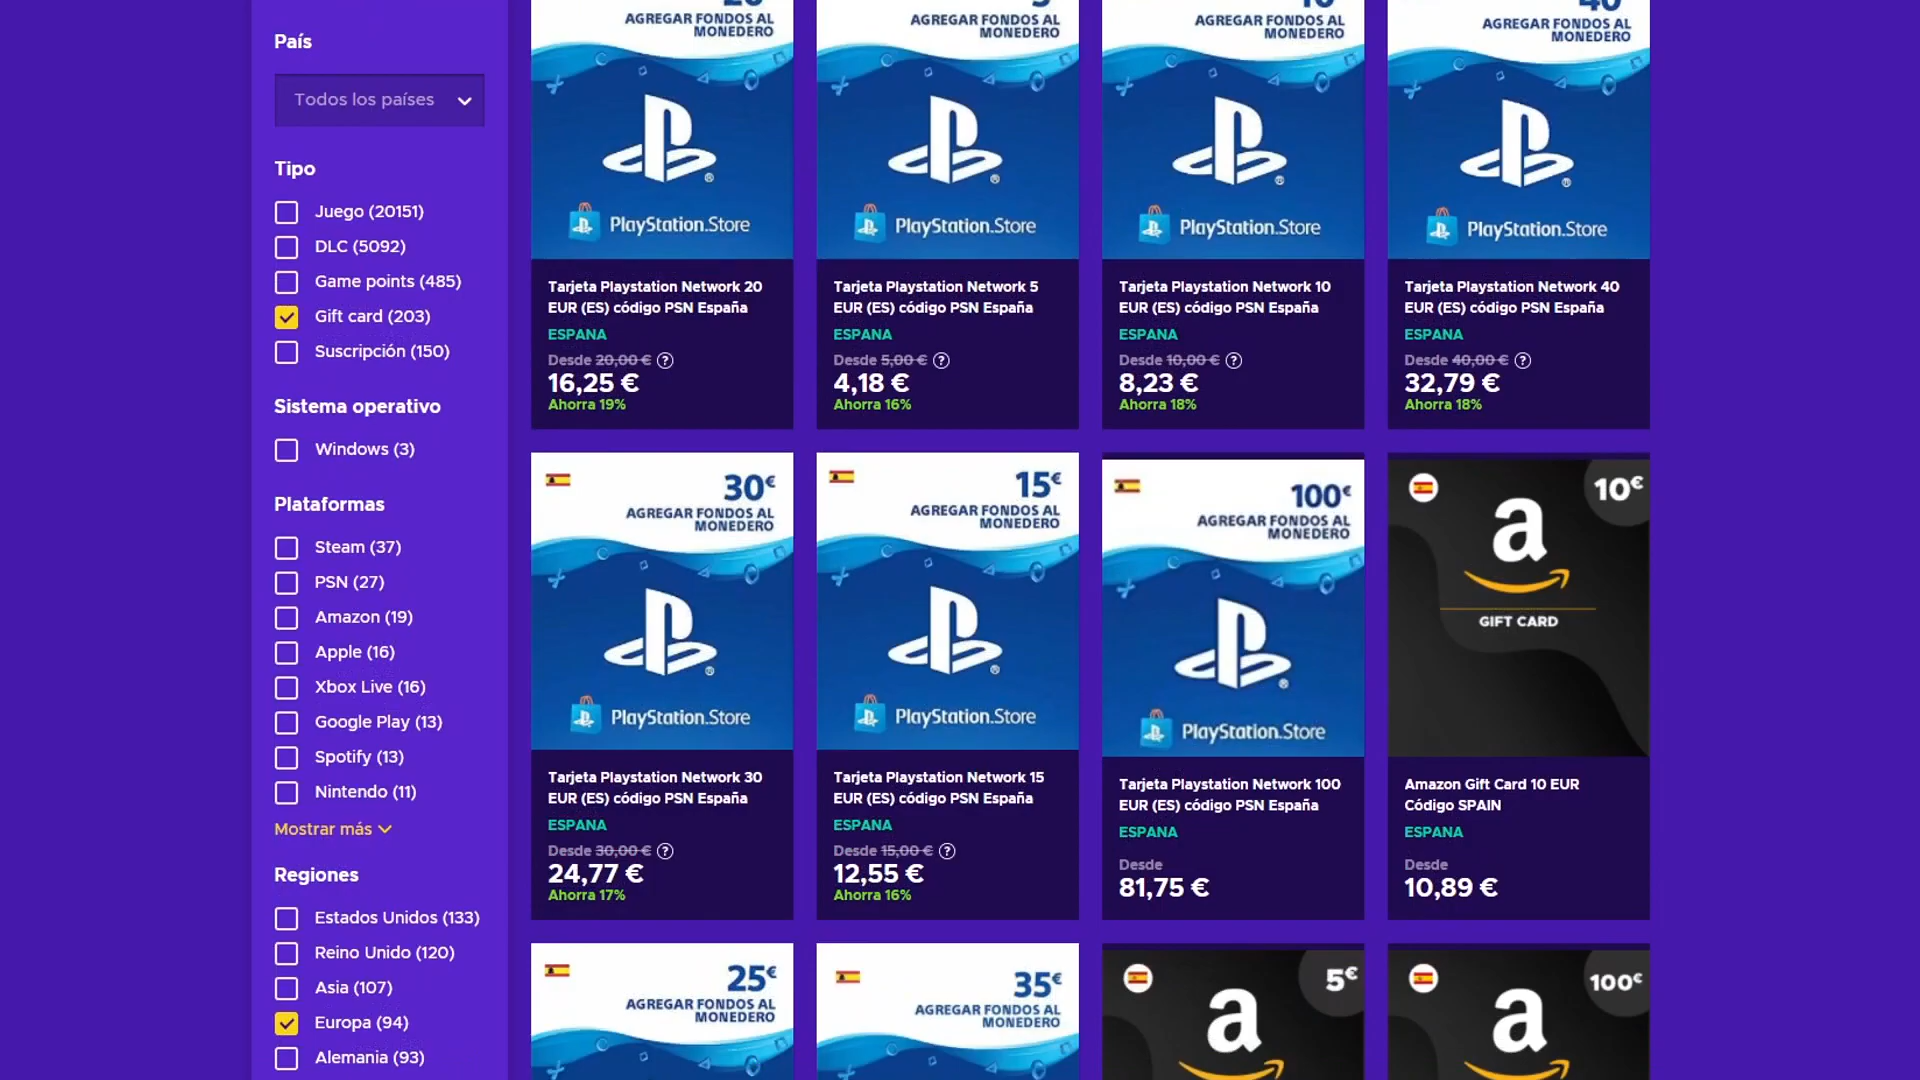 País
Todos los países
Tipo
Juego (20151)
DLC (5092)
Game points (485)
Gift card (203)
Suscripción (150)
Sistema operativo
Windows (3)
Plataformas
Steam (37)
PSN (27)
Amazon (19)
Apple (16)
Xbox Live (16)
Google Play (13)
Spotify (13)
Nintendo (11)
Mostrar más
Regiones
Estados Unidos (133)
Reino Unido (120)
Asia (107)
Europa (94)
Alemania (93)
AGREGAR FONDOS AL
MONEDERO
PlayStation.Store
Tarjeta Playstation Network 20
EUR (ES) código PSN España
ESPANA
Desde 20,00 € ?
16,25 €
Ahorra 19%
AGREGAR FONDOS AL
MONEDERO
PlayStation.Store
Tarjeta Playstation Network 5
EUR (ES) código PSN España
ESPANA
Desde 5,00 € ?
4,18 €
Ahorra 16%
AGREGAR FONDOS AL
MONEDERO
PlayStation.Store
Tarjeta Playstation Network 10
EUR (ES) código PSN España
ESPANA
Desde 10,00 € ?
8,23 €
Ahorra 18%
40
AGREGAR FONDOS AL
MONEDERO
PlayStation.Store
Tarjeta Playstation Network 40
EUR (ES) código PSN España
ESPANA
Desde 40,00 € ?
32,79 €
Ahorra 18%
30€
AGREGAR FONDOS AL
MONEDERO
PlayStation.Store
Tarjeta Playstation Network 30
EUR (ES) código PSN España
ESPANA
Desde 30,00 € ?
24,77 €
Ahorra 17%
15€
AGREGAR FONDOS AL
MONEDERO
PlayStation.Store
Tarjeta Playstation Network 15
EUR (ES) código PSN España
ESPANA
Desde 15,00 € ?
12,55 €
Ahorra 16%
100€
AGREGAR FONDOS AL
MONEDERO
PlayStation.Store
Tarjeta Playstation Network 100
EUR (ES) código PSN España
ESPANA
Desde
81,75 €
10€
a
GIFT CARD
Amazon Gift Card 10 EUR
Código SPAIN
ESPANA
Desde
10,89 €
25€
AGREGAR FONDOS AL
MONEDERO
35€
AGREGAR FONDOS AL
MONEDERO
5€
a
100€
a